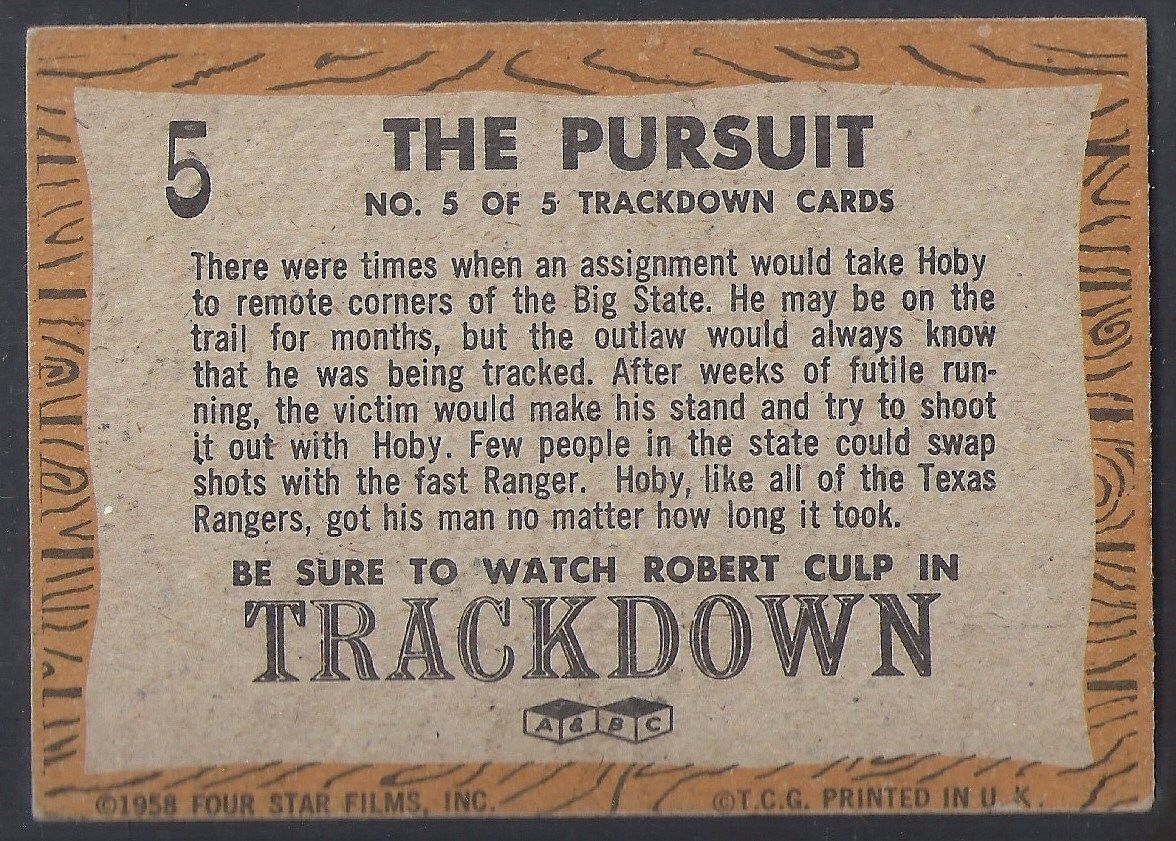 5
THE PURSUIT
NO. 5 OF 5 TRACKDOWN CARDS
There were times when an assignment would take Hoby
to remote corners of the Big State. He may be on the
trail for months, but the outlaw would always know
that he was being tracked. After weeks of futile run-
ning, the victim would make his stand and try to shoot
it out with Hoby. Few people in the state could swap
shots with the fast Ranger. Hoby, like all of the Texas
Rangers, got his man no matter how long it took.
BE SURE TO WATCH ROBERT CULP IN
TRACKDOWN
A & B C
©1958 FOUR STAR FILMS, INC. ©T.C.G. PRINTED IN U.K.